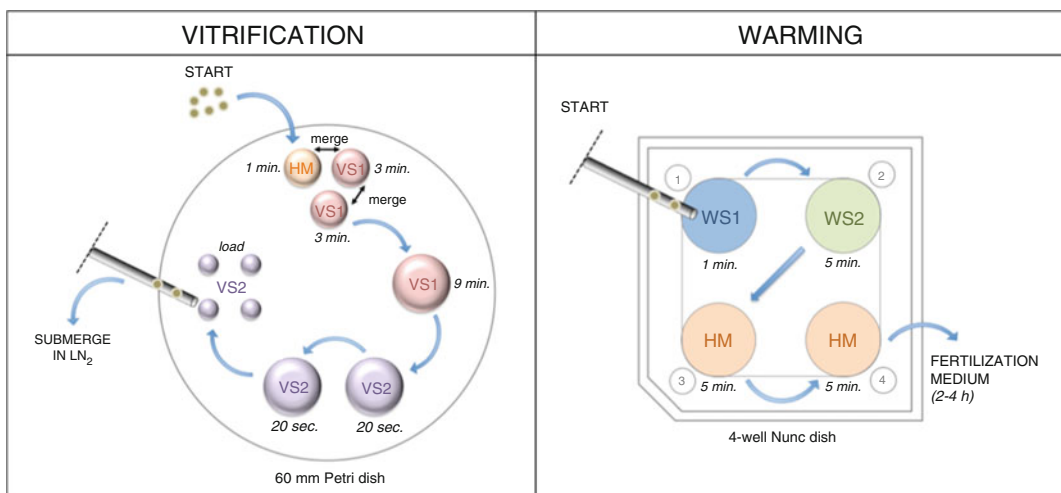 VITRIFICATION
START
merge
1 min.
HM
VS1
3 min.
VS1
merge
3 min.
VS1
9 min.
load
VS2
SUBMERGE
IN LN2
VS2
VS2
20 sec.
20 sec.
60 mm Petri dish
WARMING
START
1
2
WS1
WS2
1 min.
5 min.
HM
HM
3
5 min.
5 min.
4
FERTILIZATION
MEDIUM
(2-4 h)
4-well Nunc dish